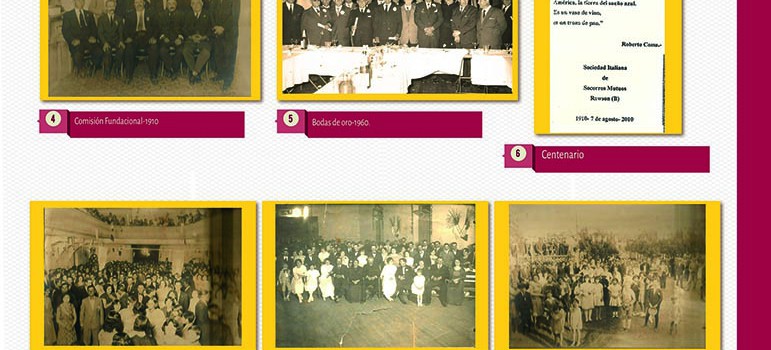 América, la tierra del sueño azul.
Es un vaso de vino,
es un trozo de pan."
Roberto Cossa.-
Sociedad Italiana
de
Socorros Mutuos
Rawson (B)
1910- 7 de agosto- 2010
4 Comisión Fundacional-1910
5 Bodas de oro-1960.
6 Centenario